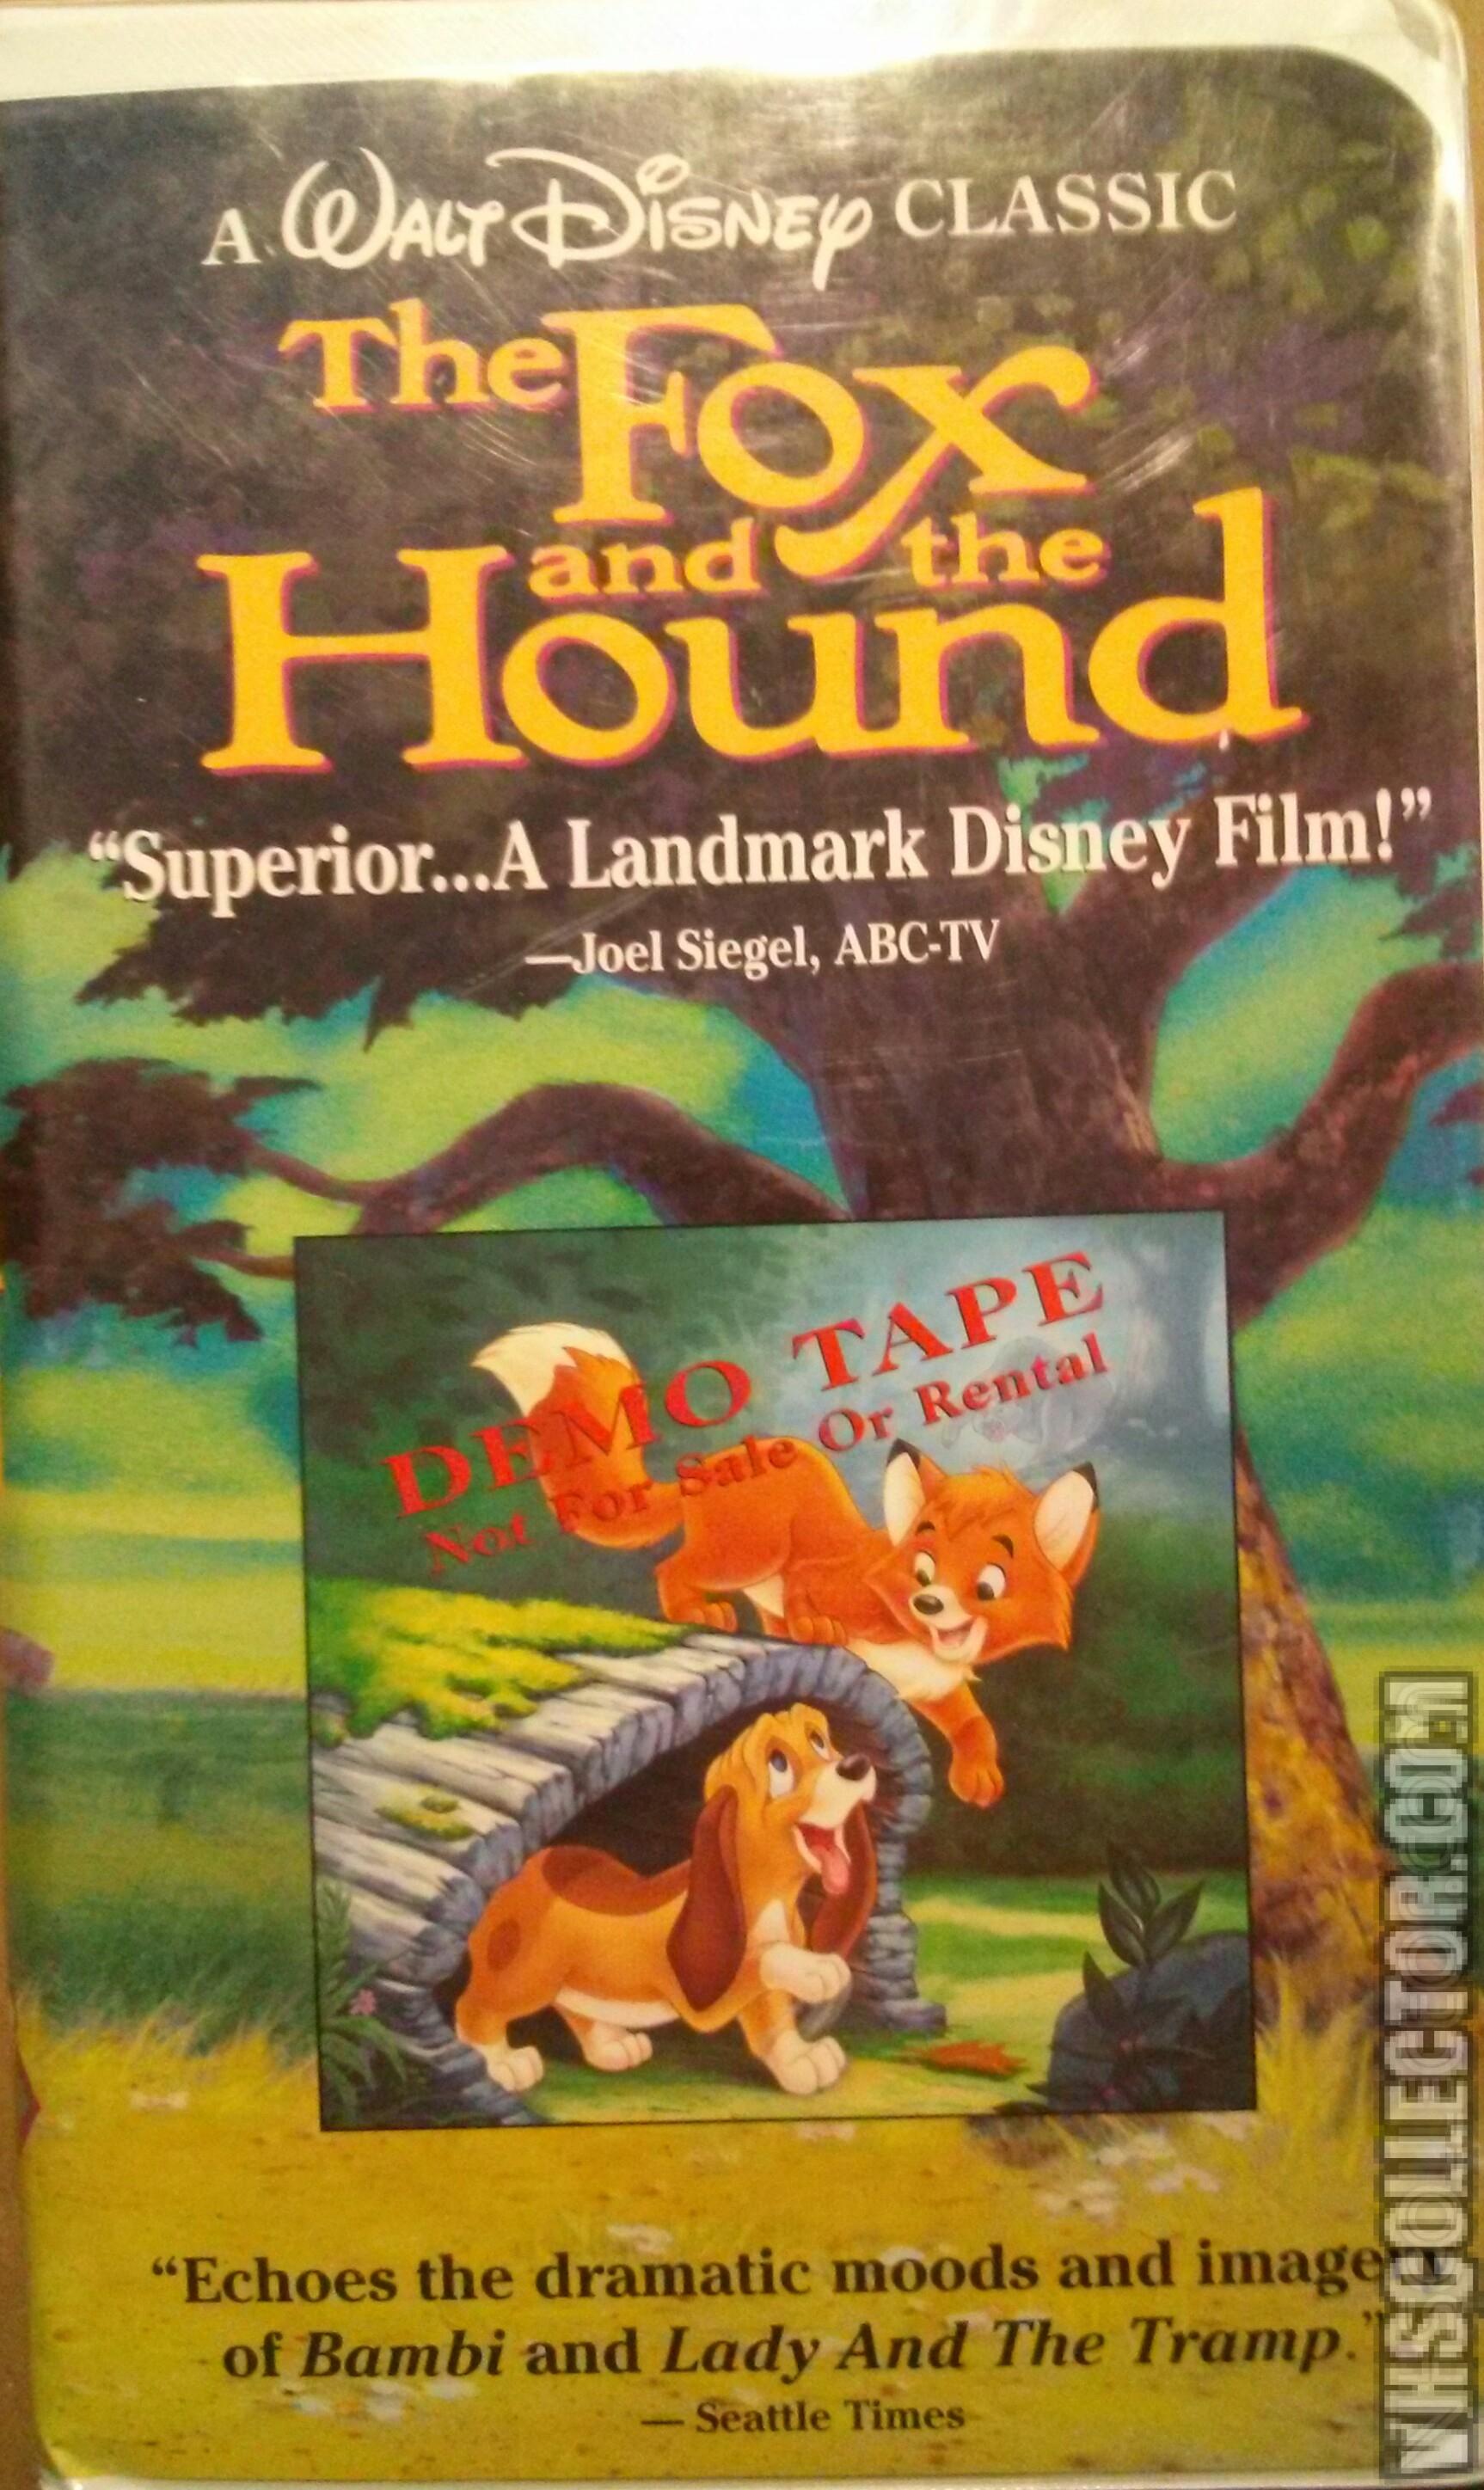 A WALT DISNEY CLASSIC
The Fox
and the
Hound
“Superior...A Landmark Disney Film!”
—Joel Siegel, ABC-TV
DEMO TAPE
Not For Sale Or Rental
“Echoes the dramatic moods and image
of Bambi and Lady And The Tramp.”
— Seattle Times
VHSCOLLECTOR.COM